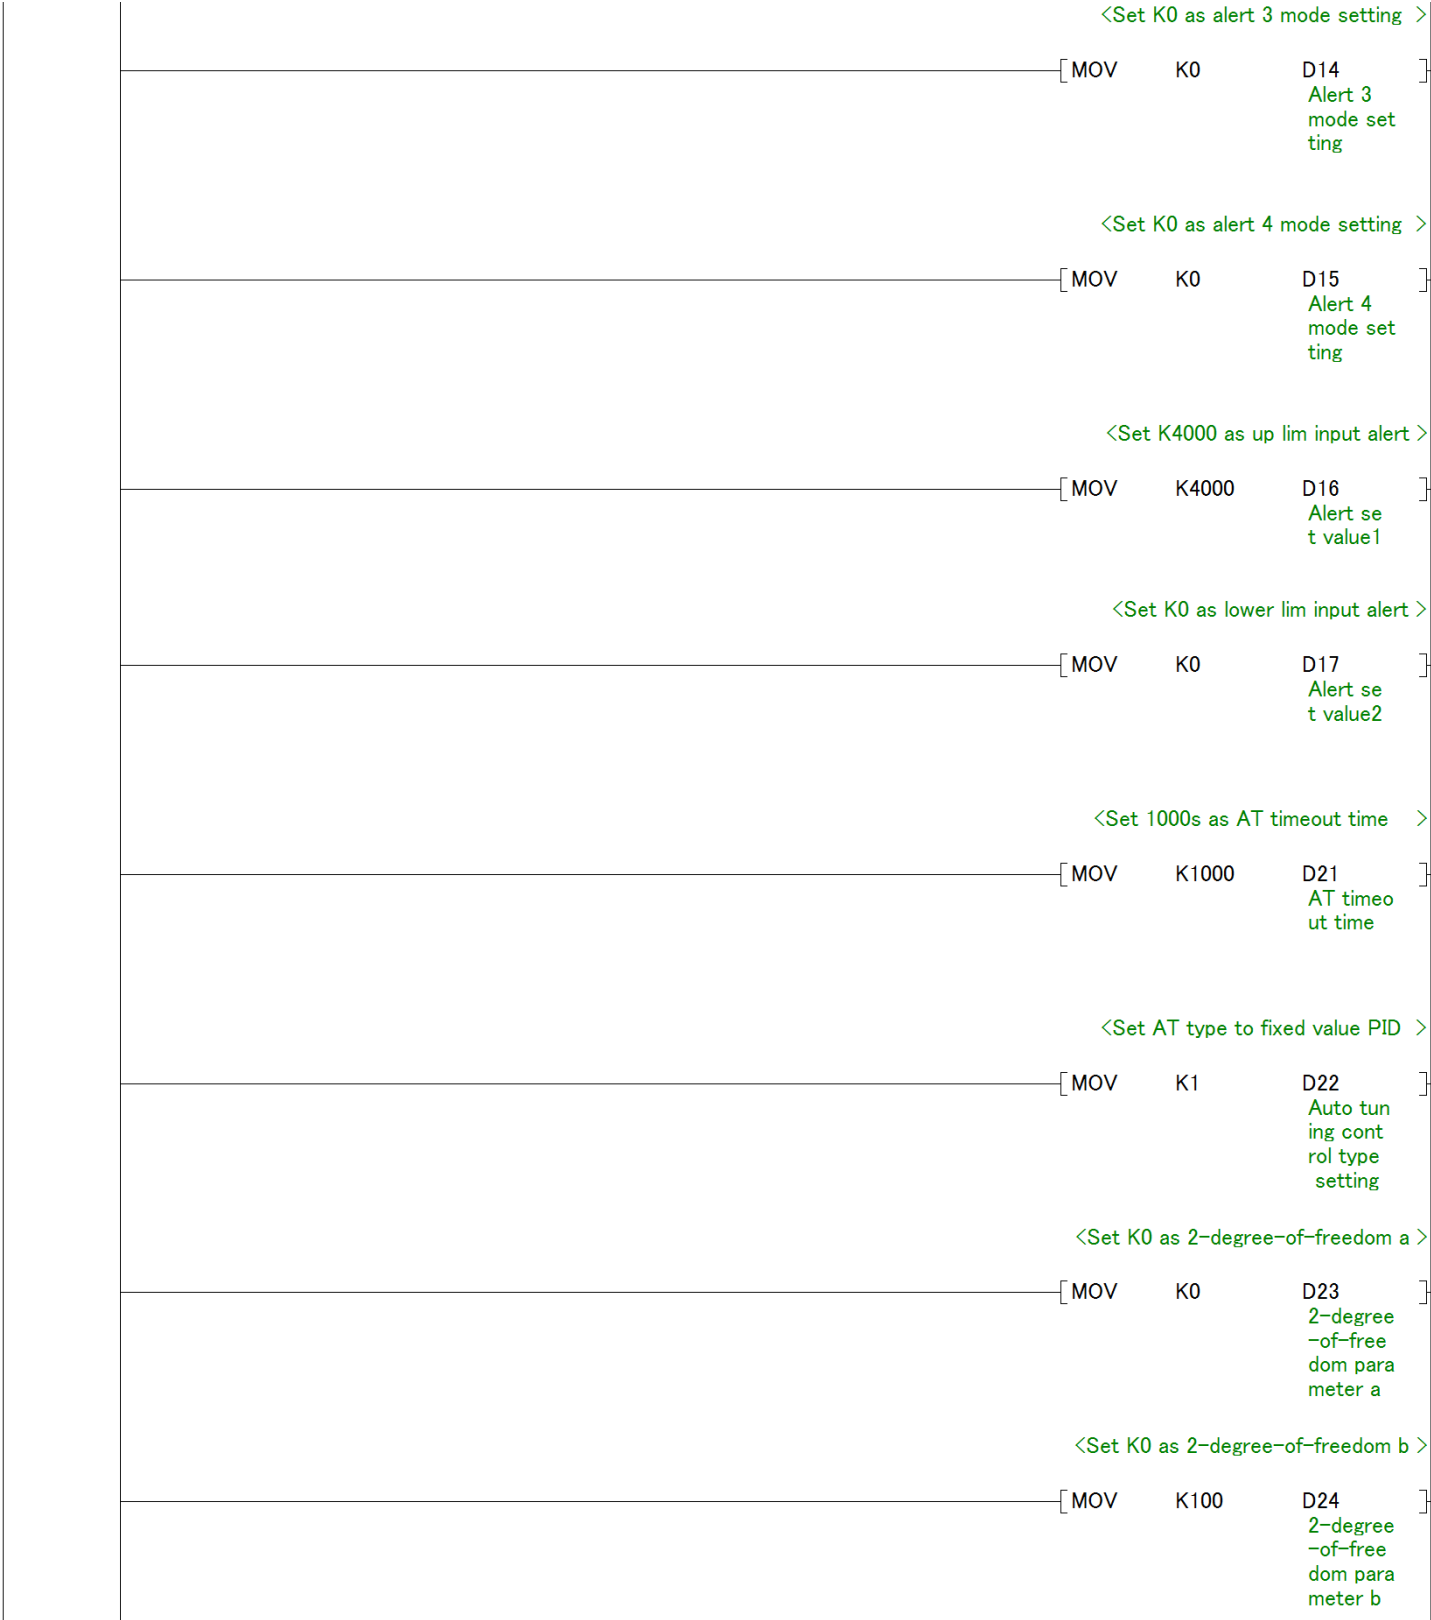 <Set K0 as alert 3 mode setting >
[ MOV K0 D14 ]
Alert 3
mode set
ting
<Set K0 as alert 4 mode setting >
[ MOV K0 D15 ]
Alert 4
mode set
ting
<Set K4000 as up lim input alert >
[ MOV K4000 D16 ]
Alert se
t value1
<Set K0 as lower lim input alert >
[ MOV K0 D17 ]
Alert se
t value2
<Set 1000s as AT timeout time >
[ MOV K1000 D21 ]
AT timeo
ut time
<Set AT type to fixed value PID >
[ MOV K1 D22 ]
Auto tun
ing cont
rol type
setting
<Set K0 as 2-degree-of-freedom a >
[ MOV K0 D23 ]
2-degree
-of-free
dom para
meter a
<Set K0 as 2-degree-of-freedom b >
[ MOV K100 D24 ]
2-degree
-of-free
dom para
meter b